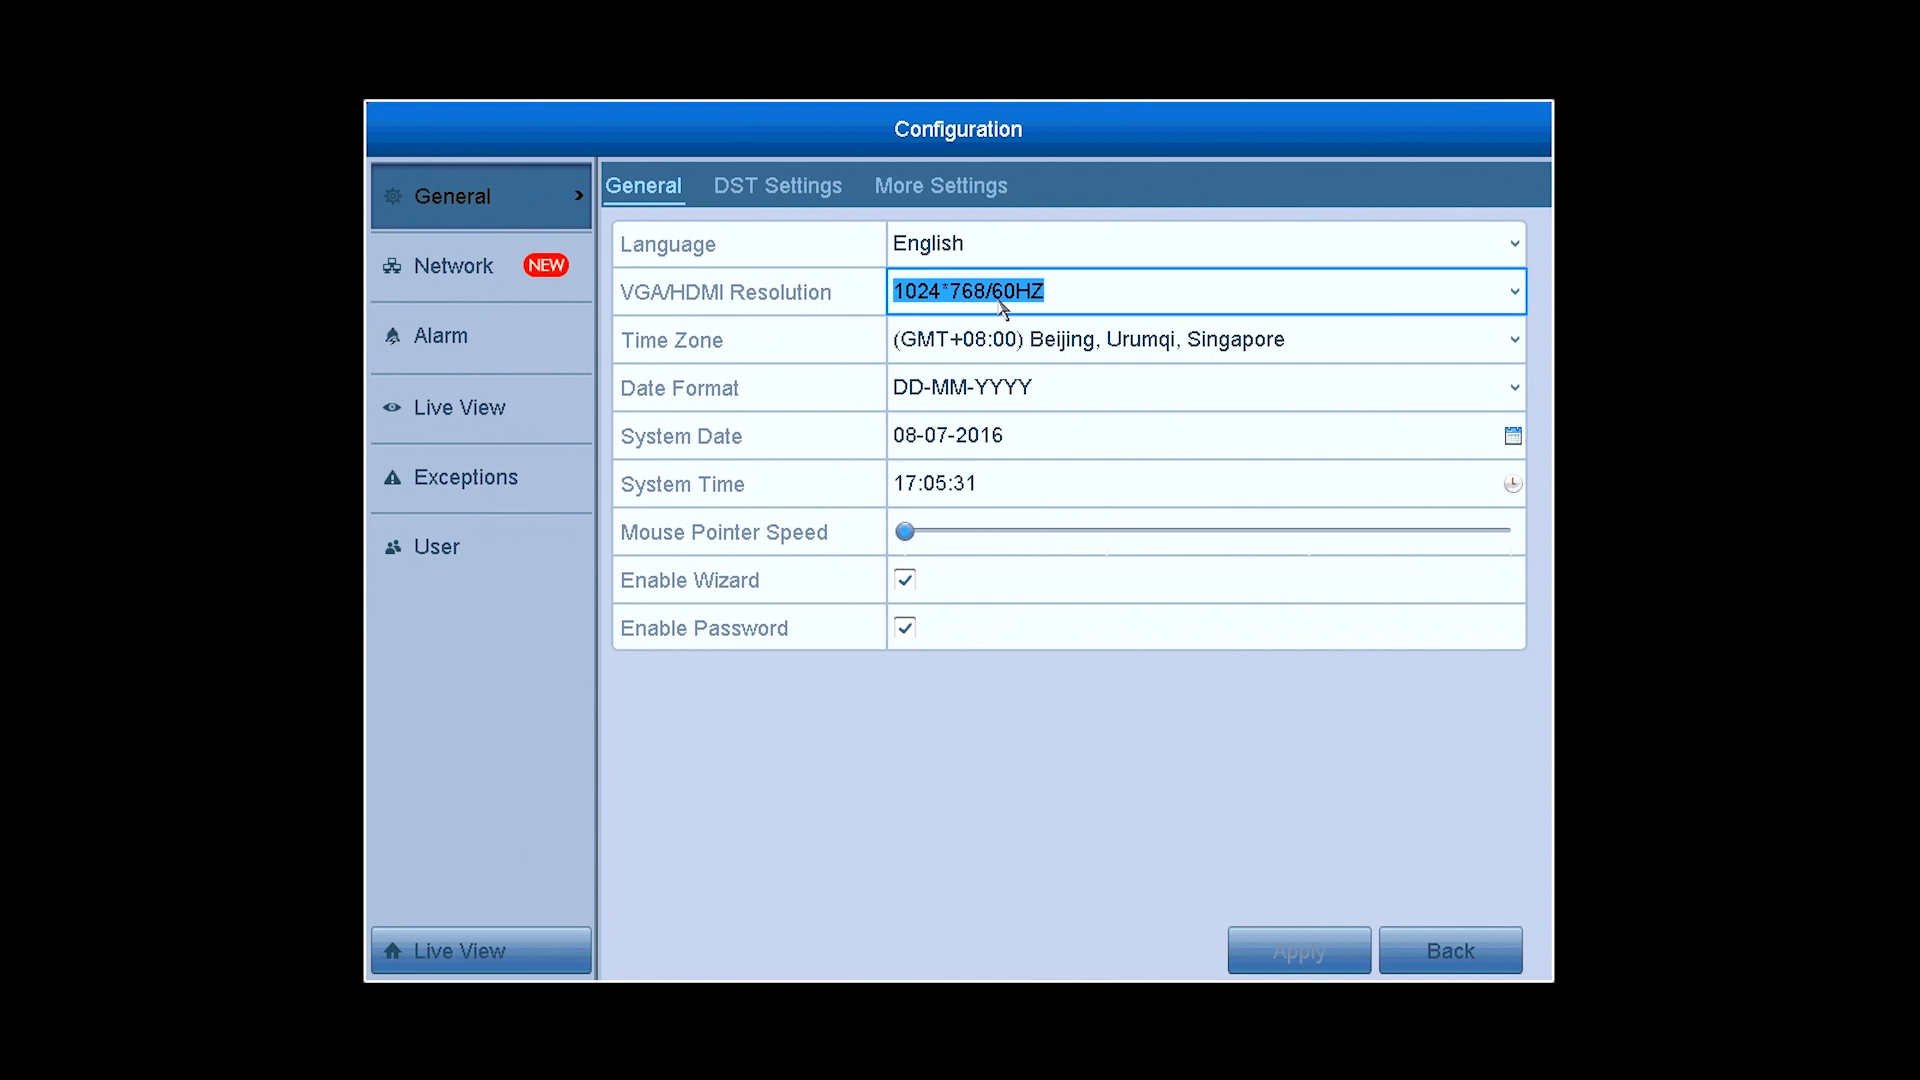 Configuration
General
Network NEW
Alarm
Live View
Exceptions
User
Live View
General DST Settings More Settings
Language English
VGA/HDMI Resolution 1024*768/60HZ
Time Zone (GMT+08:00) Beijing, Urumqi, Singapore
Date Format DD-MM-YYYY
System Date 08-07-2016
System Time 17:05:31
Mouse Pointer Speed
Enable Wizard
Enable Password
Apply Back